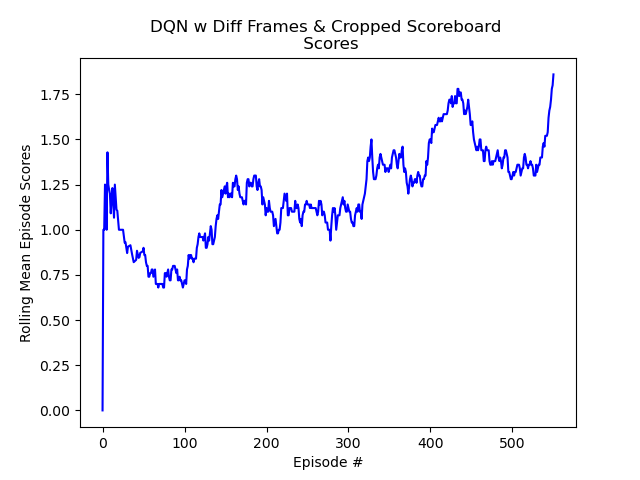 DQN w Diff Frames & Cropped Scoreboard
Scores
1.75
1.50
1.25
1.00
0.75
0.50
0.25
0.00
Rolling Mean Episode Scores
0 100 200 300 400 500
Episode #